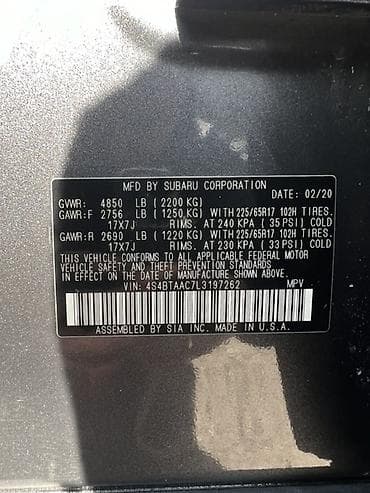 MFD BY SUBARU CORPORATION
DATE: 02/20
GVWR: 4850 LB (2200 KG)
GAWR:F 2756 LB (1250 KG) WITH 225/65R17 102H TIRES.
17X7J RIMS. AT 240 KPA (35 PSI) COLD
GAWR:R 2690 LB (1220 KG) WITH 225/65R17 102H TIRES.
17X7J RIMS. AT 230 KPA (33 PSI) COLD
THIS VEHICLE CONFORMS TO ALL APPLICABLE FEDERAL MOTOR
VEHICLE SAFETY, BUMPER, AND THEFT PREVENTION STANDARDS
IN EFFECT ON THE DATE OF MANUFACTURE SHOWN ABOVE.
VIN: 4S4BTAAC7L3197262 MPV
ASSEMBLED BY SIA INC. MADE IN U.S.A.